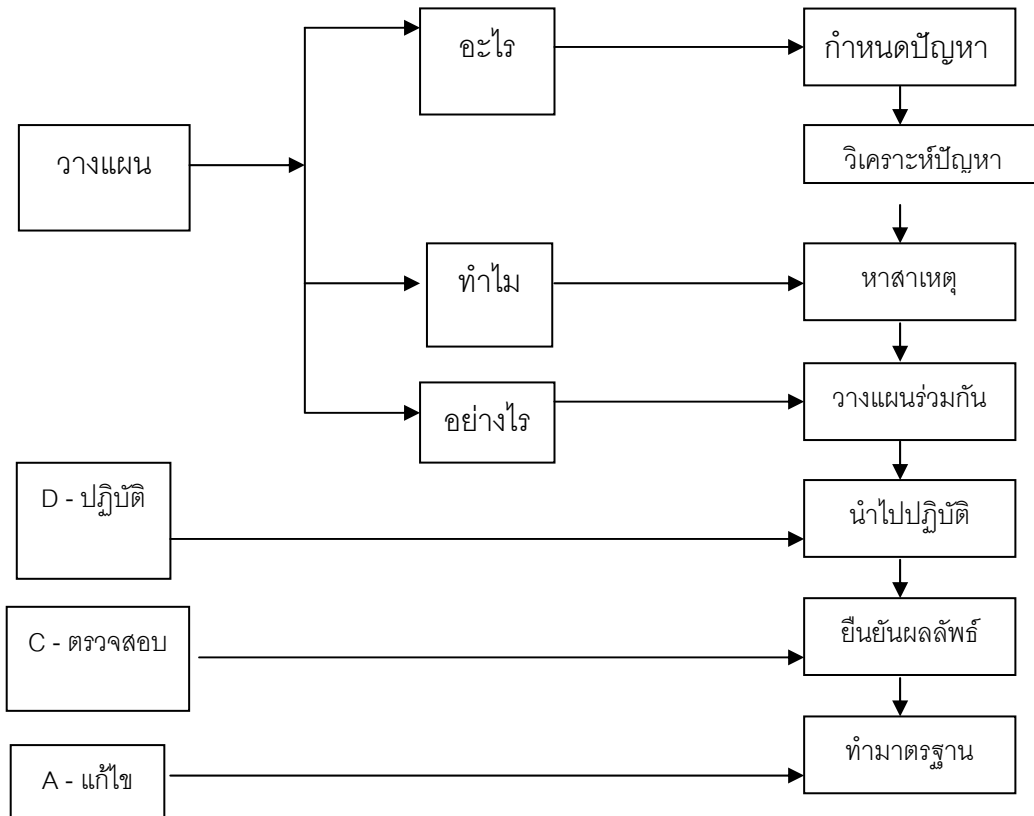 อะไร
กำหนดปัญหา
วางแผน
วิเคราะห์ปัญหา
ทำไม
หาสาเหตุ
อย่างไร
วางแผนร่วมกัน
D - ปฏิบัติ
นำไปปฏิบัติ
C - ตรวจสอบ
ยืนยันผลลัพธ์
A - แก้ไข
ทำมาตรฐาน